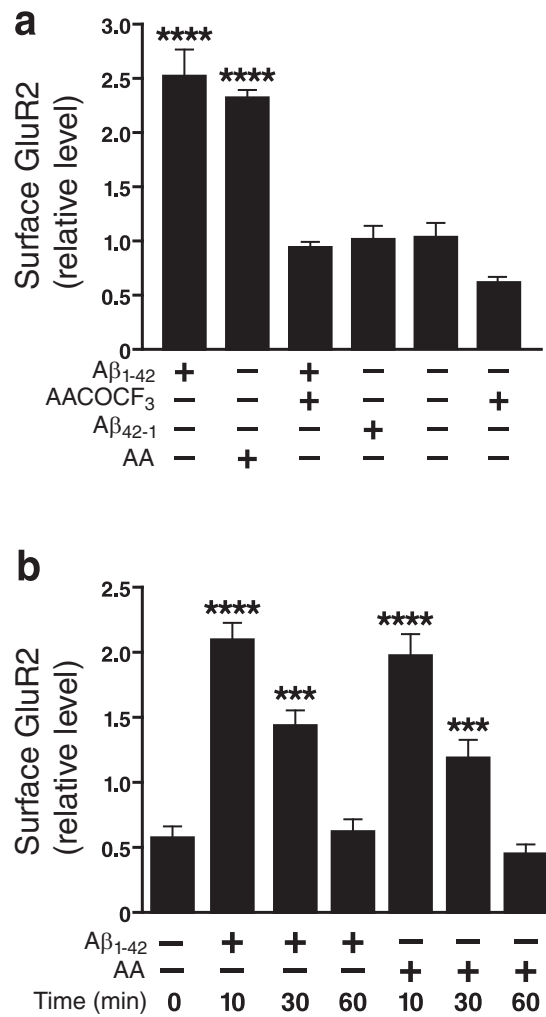 a
Surface GluR2
(relative level)
3.0
2.5
2.0
1.5
1.0
0.5
0
**** ****
Aβ1-42 + − + − − −
AACOCF3 − − + − − +
Aβ42-1 − − − + − −
AA − + − − − −
b
Surface GluR2
(relative level)
2.5
2.0
1.5
1.0
0.5
0
**** *** **** ***
Aβ1-42 − + + + − − −
AA − − − − + + +
Time (min) 0 10 30 60 10 30 60